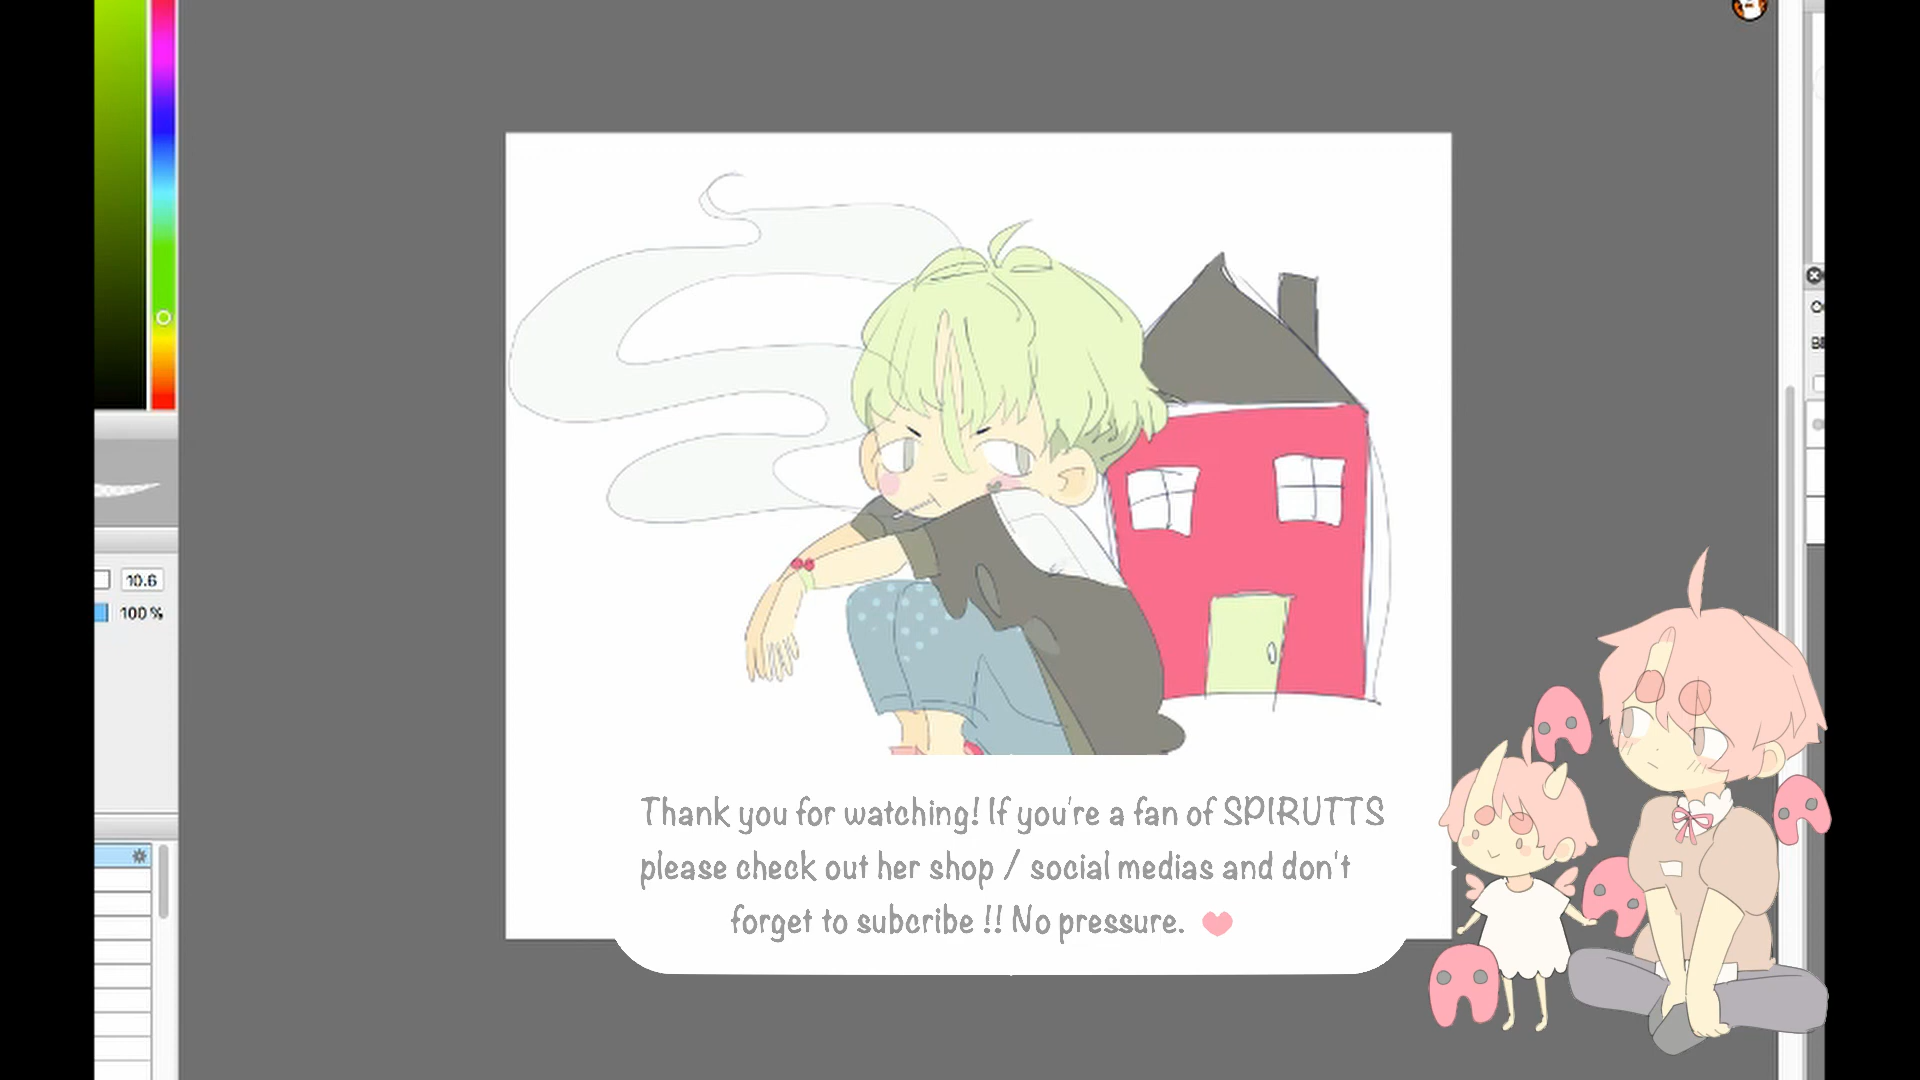 10.6
100 %
Thank you for watching! If you're a fan of SPIRUTTS
please check out her shop / social medias and don't
forget to subcribe !! No pressure.